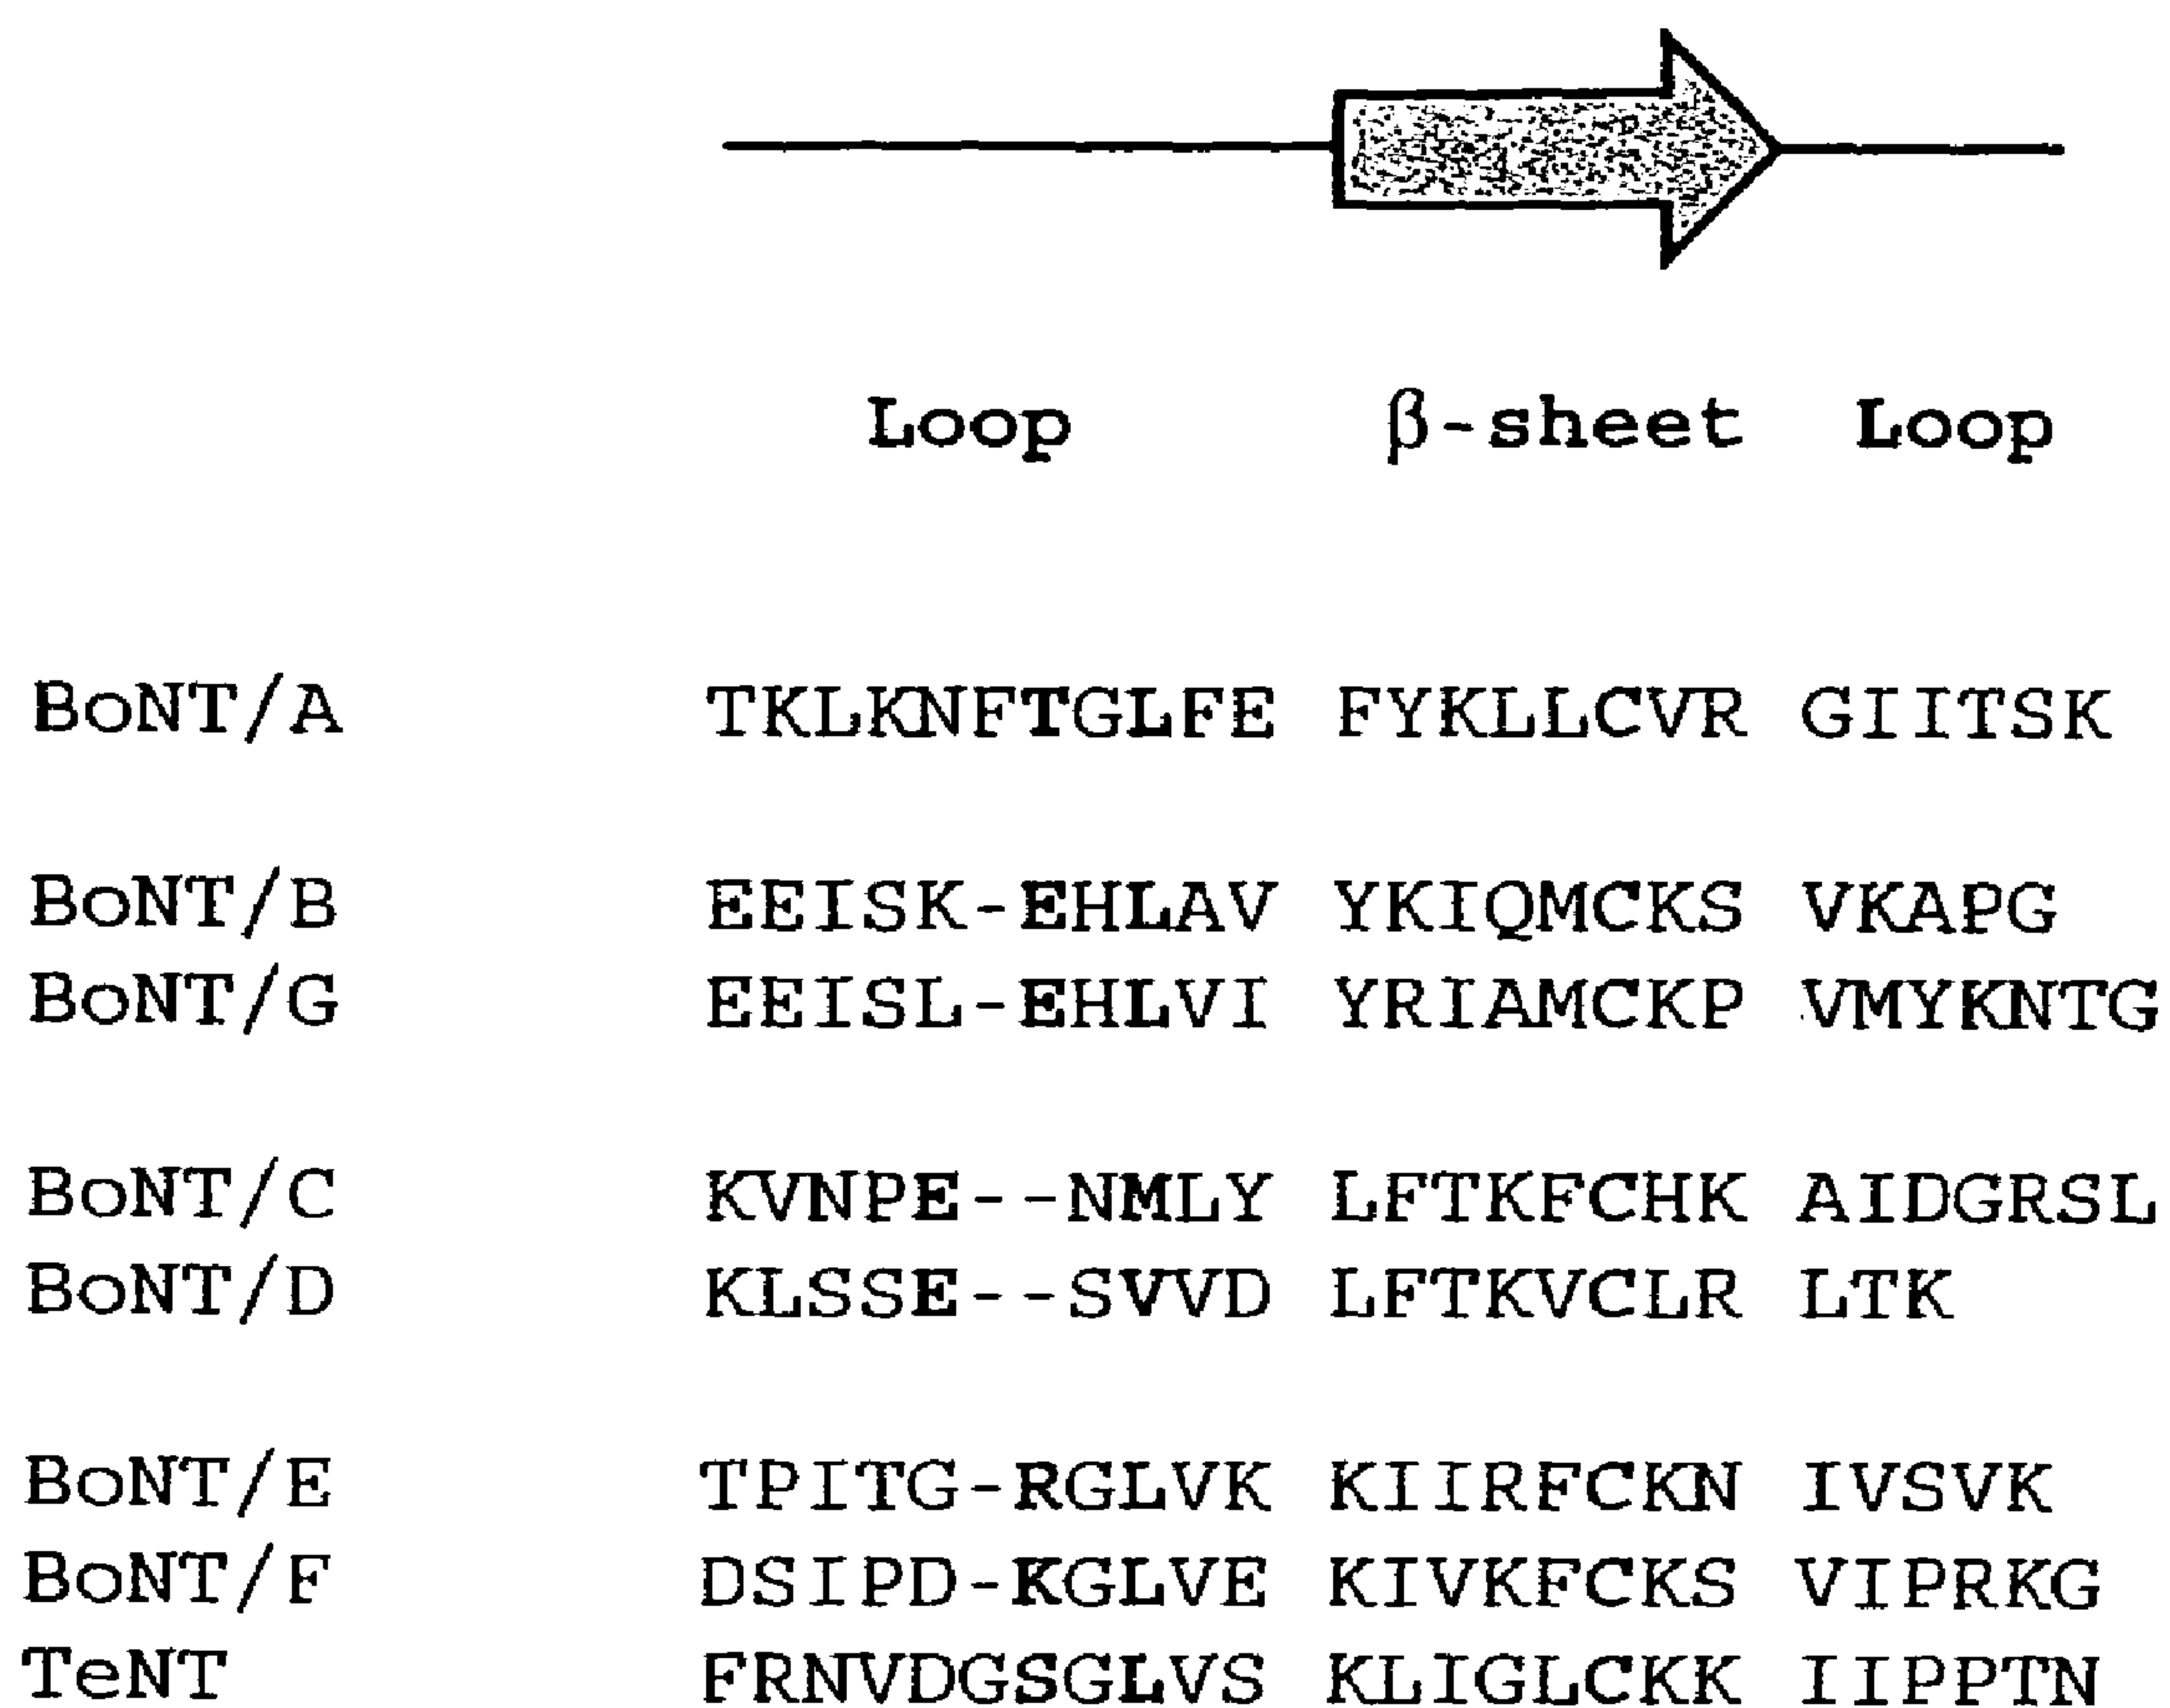 Loop β-sheet Loop
BoNT/A TKLKNFTGLFE FYKLLCVR GIITSK
BoNT/B EEISK-EHLAV YKIQMCKS VKAPG
BoNT/G EEISL-EHLVI YRIAMCKP VMYKNTG
BoNT/C KVNPE--NMLY LFTKFCHK AIDGRSL
BoNT/D KLSSE--SVVD LFTKVCLR LTK
BoNT/E TPITG-RGLVK KIIRFCKN IVSVK
BoNT/F DSIPD-KGLVE KIVKFCKS VIPRKG
TeNT FRNVDGSGLVS KLIGLCKK IIPPTN